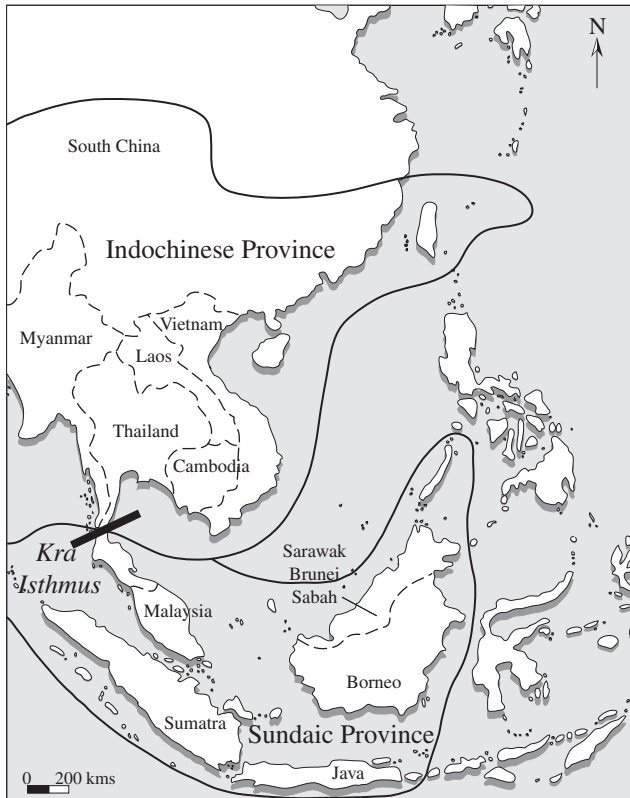 N
South China
Indochinese Province
Myanmar
Vietnam
Laos
Thailand
Cambodia
Kra
Isthmus
Sarawak
Brunei
Sabah
Malaysia
Borneo
Sumatra
Sundaic Province
Java
0 200 kms